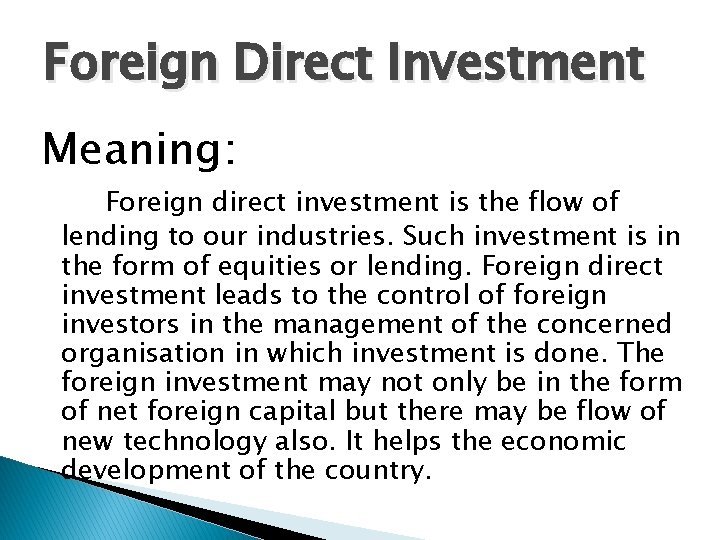 Foreign Direct Investment
Meaning:
Foreign direct investment is the flow of
lending to our industries. Such investment is in
the form of equities or lending. Foreign direct
investment leads to the control of foreign
investors in the management of the concerned
organisation in which investment is done. The
foreign investment may not only be in the form
of net foreign capital but there may be flow of
new technology also. It helps the economic
development of the country.